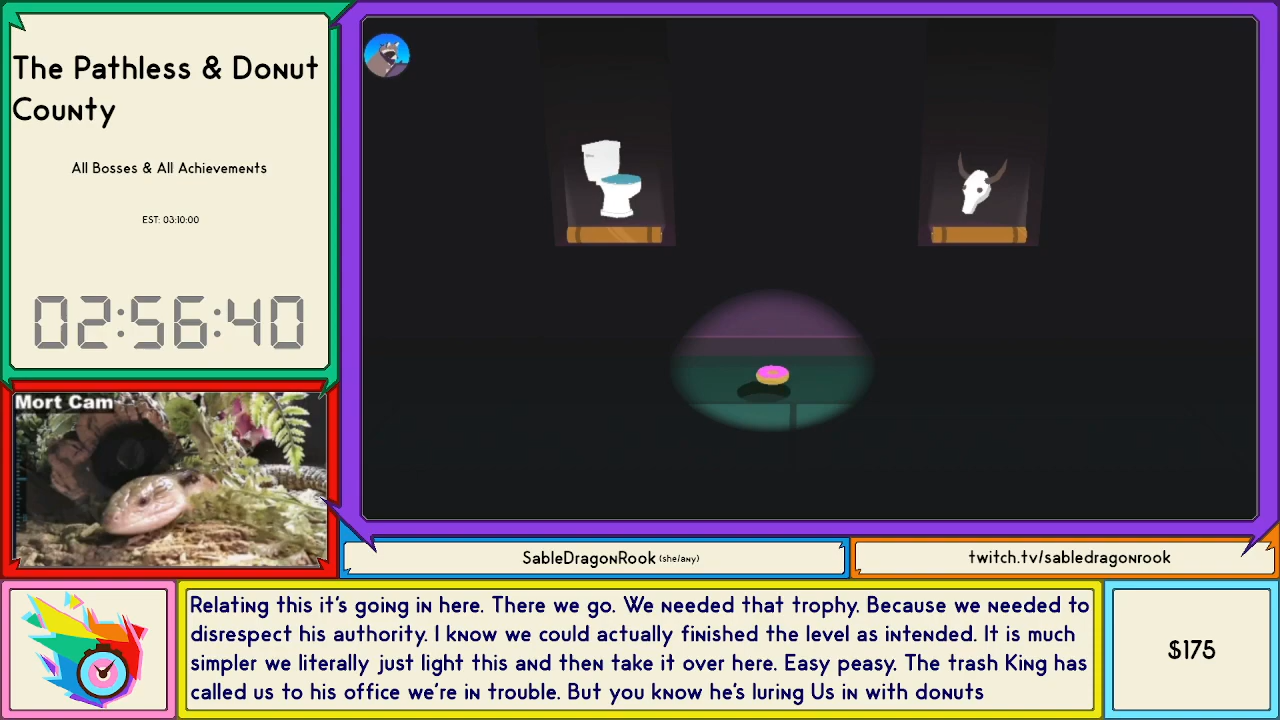 The Pathless & Donut
County
All Bosses & All Achievements
EST: 03:10:00
02:56:40
Mort Cam
SableDragonRook (she/any)
twitch.tv/sabledragonrook
Relating this it's going in here. There we go. We needed that trophy. Because we needed to
disrespect his authority. I know we could actually finished the level as intended. It is much
simpler we literally just light this and then take it over here. Easy peasy. The trash King has
called us to his office we're in trouble. But you know he's luring Us in with donuts
$175